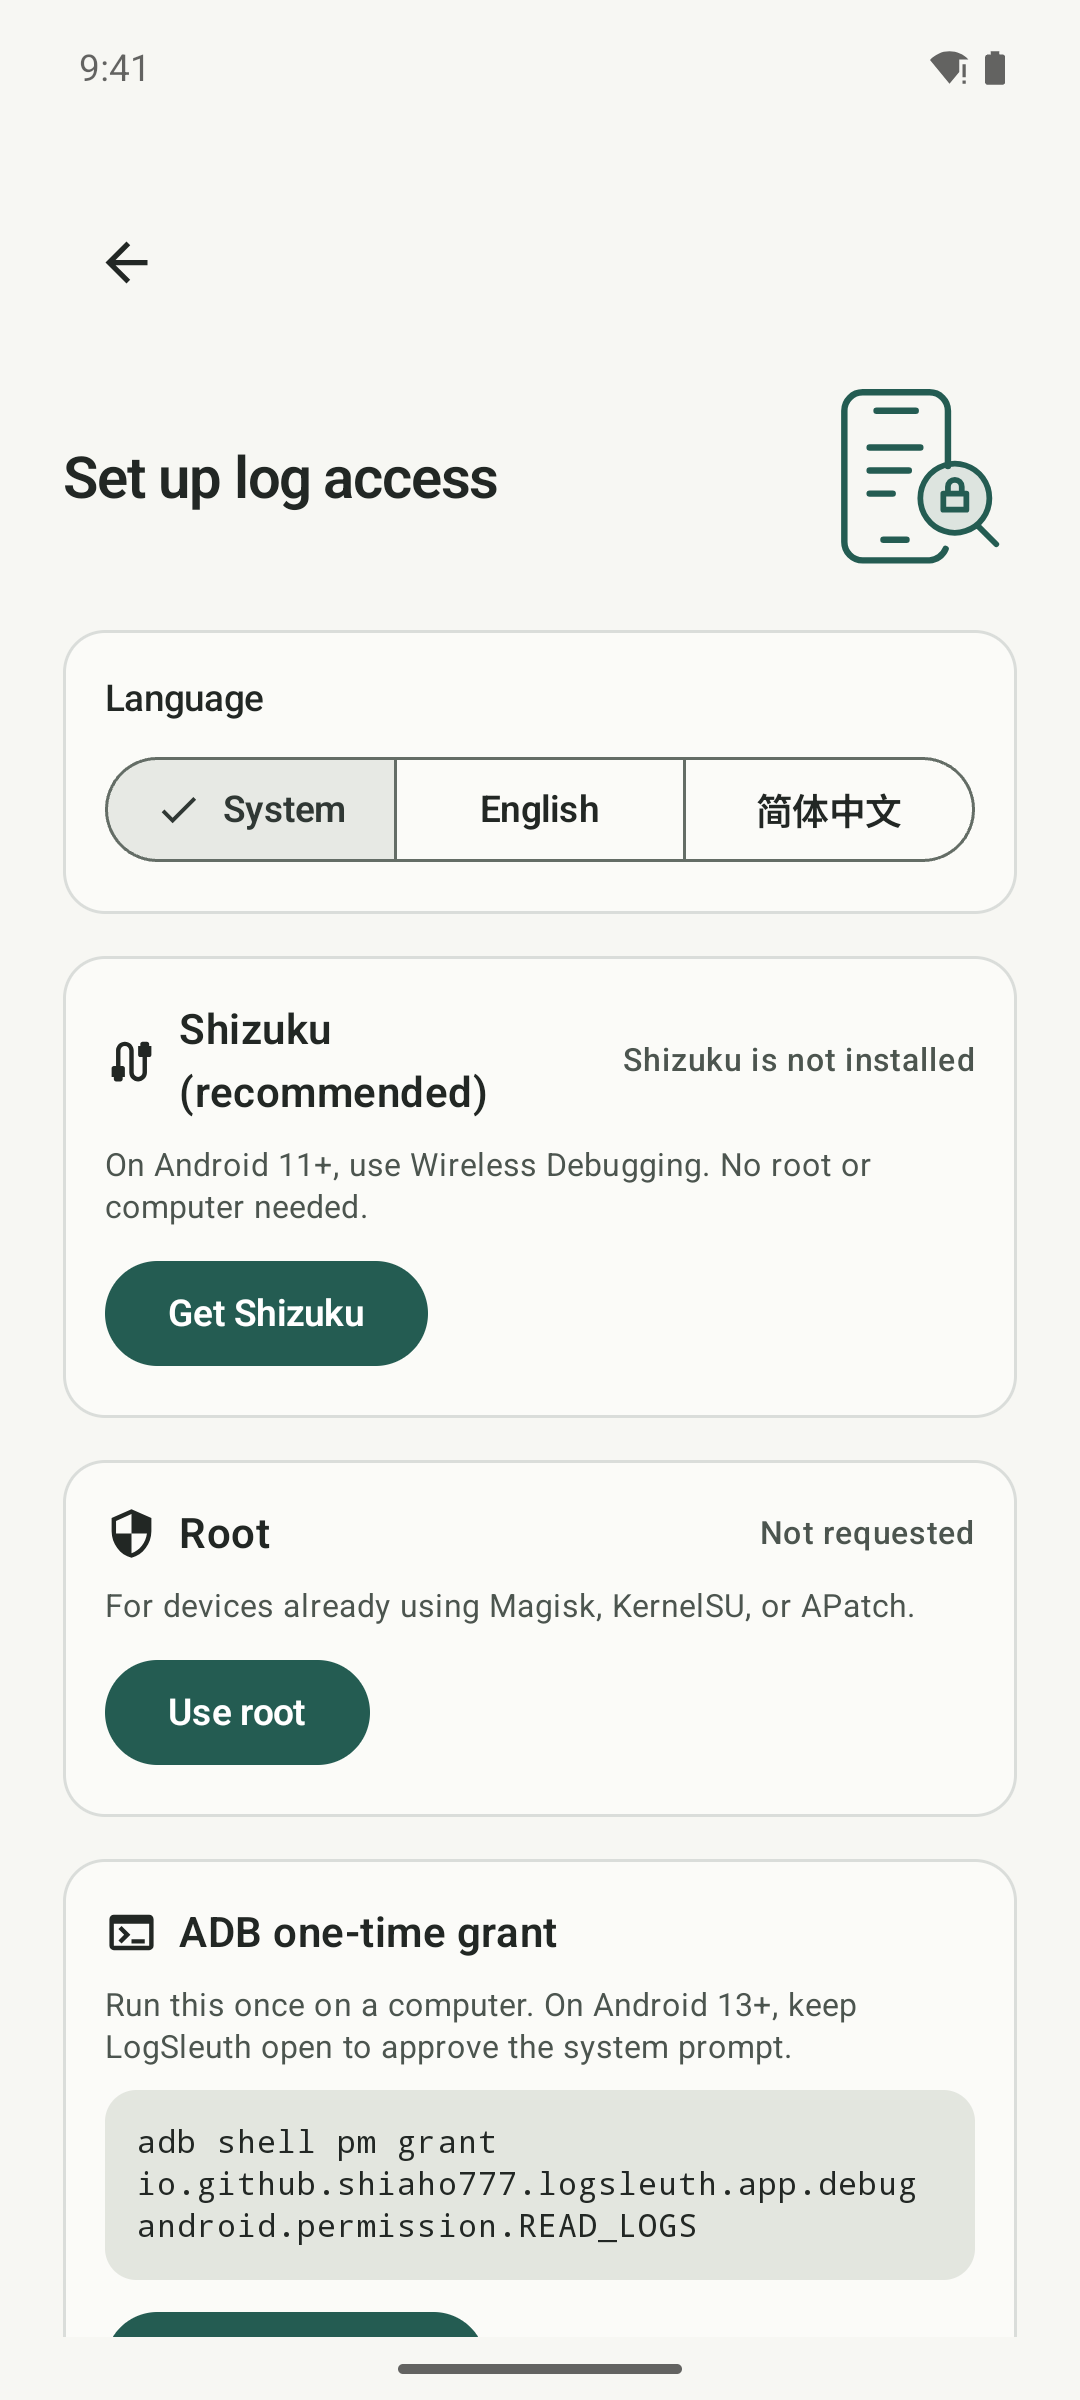 9:41
Set up log access
Language
System
English
简体中文
Shizuku
(recommended)
Shizuku is not installed
On Android 11+, use Wireless Debugging. No root or
computer needed.
Get Shizuku
Root
Not requested
For devices already using Magisk, KernelSU, or APatch.
Use root
ADB one-time grant
Run this once on a computer. On Android 13+, keep
LogSleuth open to approve the system prompt.
adb shell pm grant
io.github.shiaho777.logsleuth.app.debug
android.permission.READ_LOGS